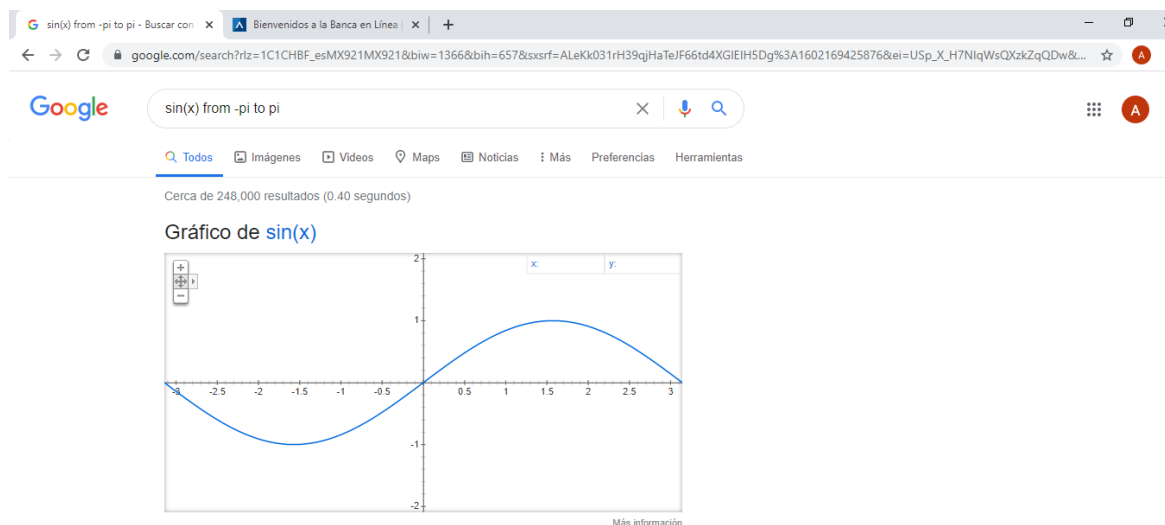 sin(x) from -pi to pi - Buscar con
Bienvenidos a la Banca en Línea
google.com/search?rlz=1C1CHBF_esMX921MX921&biw=1366&bih=657&sxsrf=ALeKk031rH39qjHaTeJF66td4XGIEIH5Dg%3A1602169425876&ei=USp_X_H7NIqWsQXzkZqQDw&...
A
Google
sin(x) from -pi to pi
A
Todos Imágenes Videos Maps Noticias Más Preferencias Herramientas
Cerca de 248,000 resultados (0.40 segundos)
Gráfico de sin(x)
2
x: y:
1
-3 -2.5 -2 -1.5 -1 -0.5 0.5 1 1.5 2 2.5 3
-1
-2
Más información